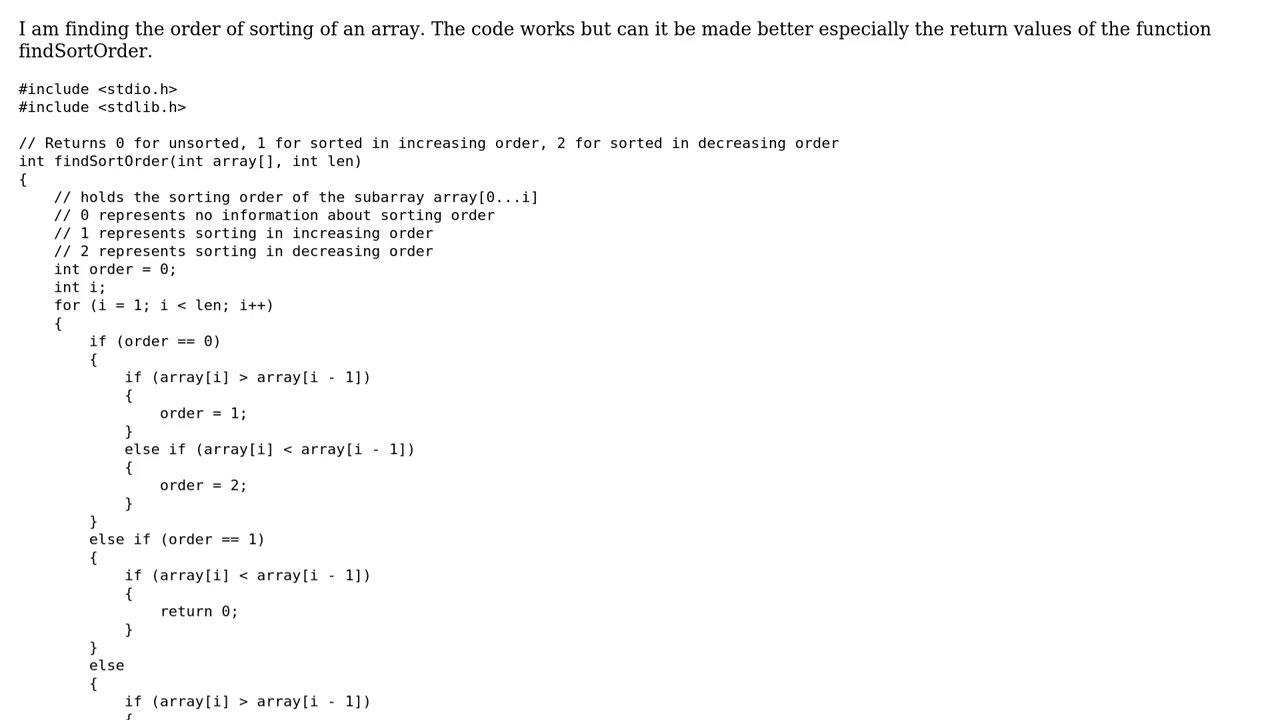 I am finding the order of sorting of an array. The code works but can it be made better especially the return values of the function
findSortOrder.
#include <stdio.h>
#include <stdlib.h>
// Returns 0 for unsorted, 1 for sorted in increasing order, 2 for sorted in decreasing order
int findSortOrder(int array[], int len)
{
    // holds the sorting order of the subarray array[0...i]
    // 0 represents no information about sorting order
    // 1 represents sorting in increasing order
    // 2 represents sorting in decreasing order
    int order = 0;
    int i;
    for (i = 1; i < len; i++)
    {
        if (order == 0)
        {
            if (array[i] > array[i - 1])
            {
                order = 1;
            }
            else if (array[i] < array[i - 1])
            {
                order = 2;
            }
        }
        else if (order == 1)
        {
            if (array[i] < array[i - 1])
            {
                return 0;
            }
        }
        else
        {
            if (array[i] > array[i - 1])
            {